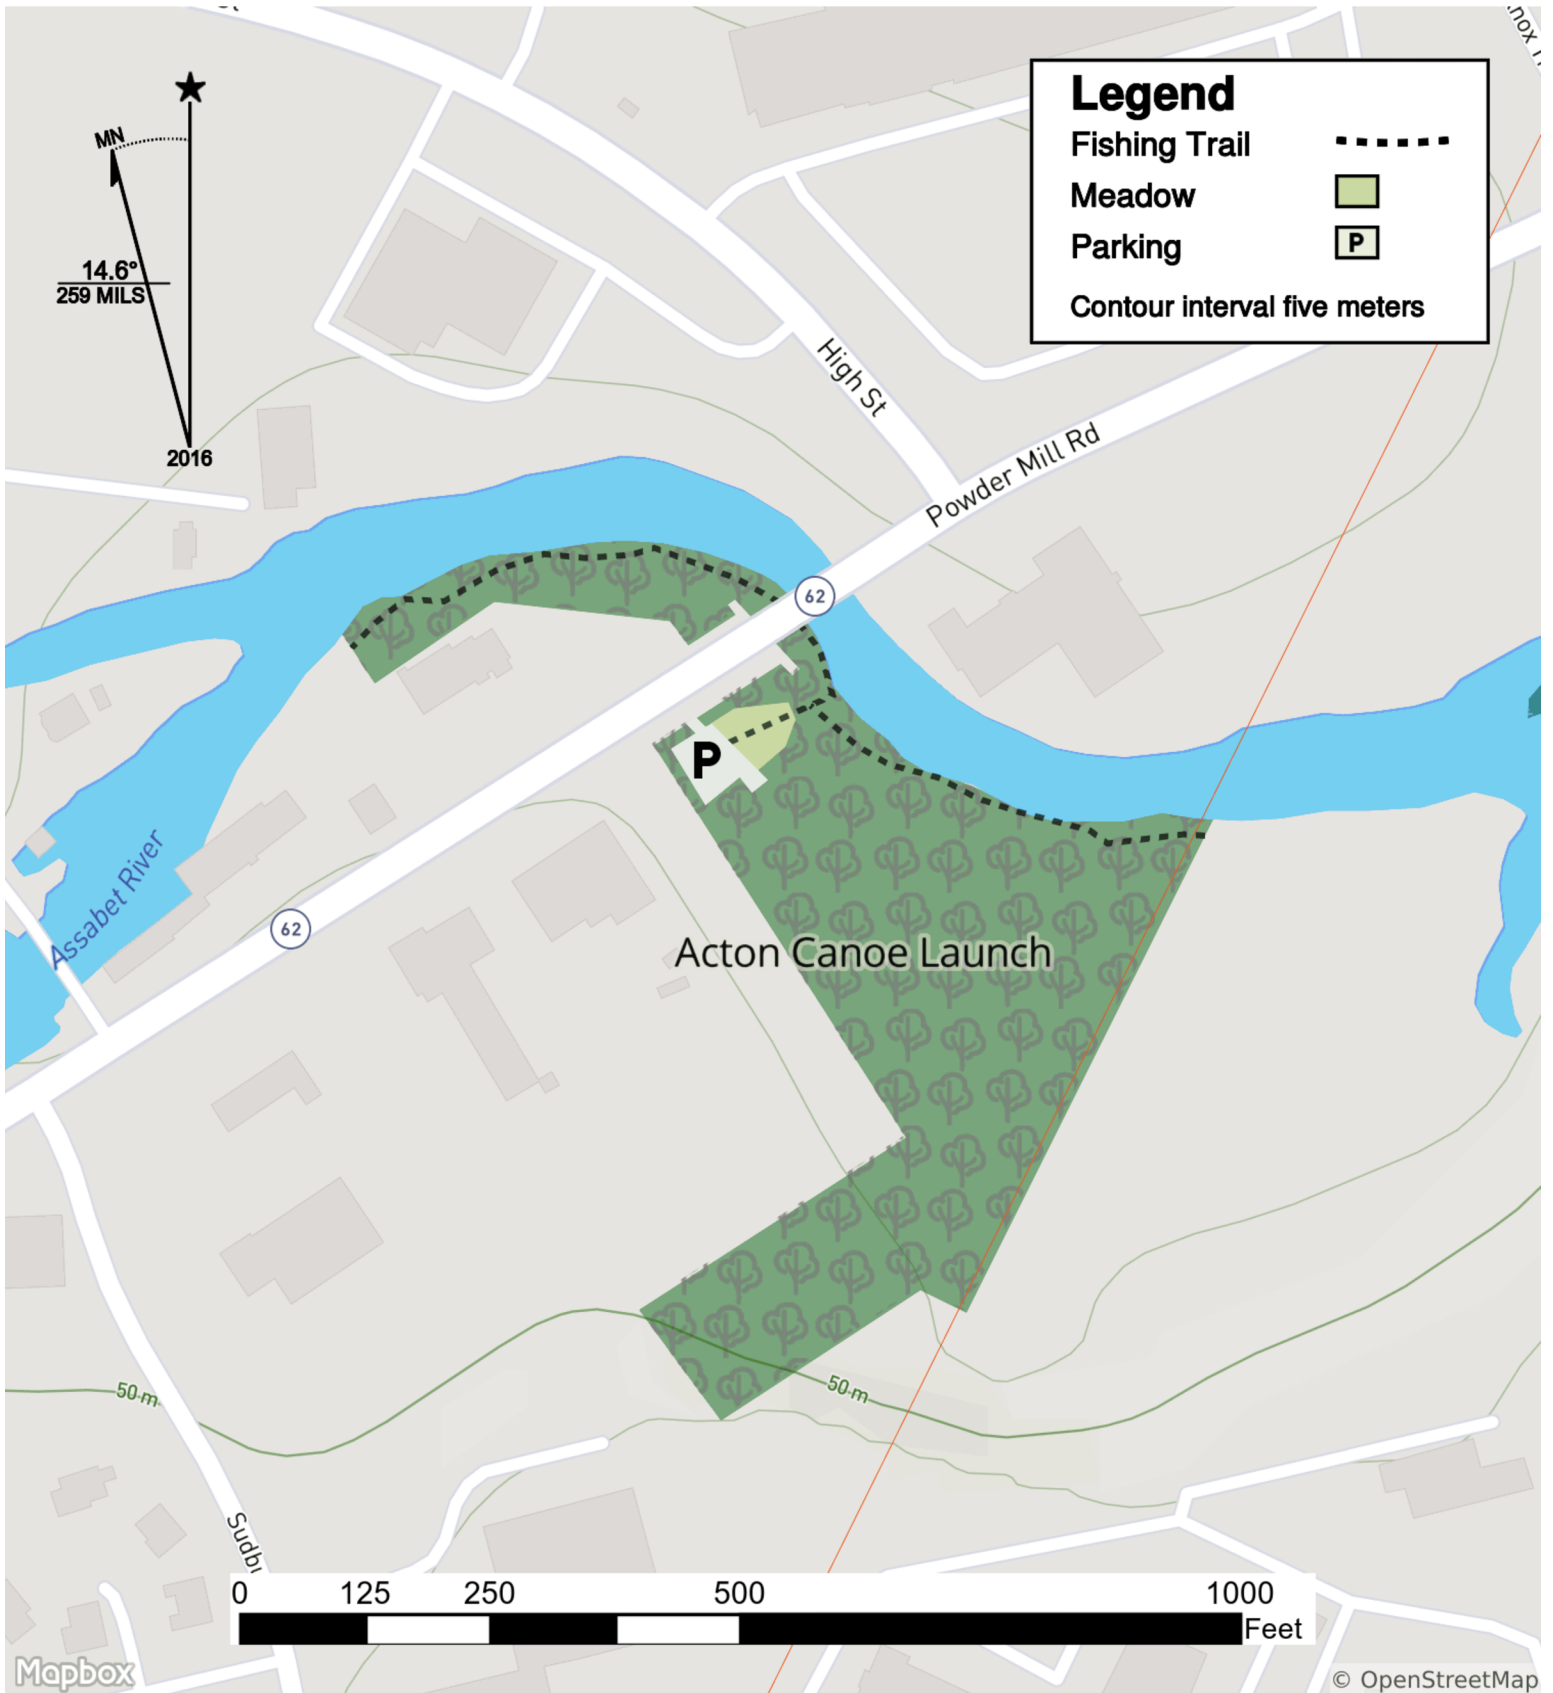 MN
14.6°
259 MILS
2016
Legend
Fishing Trail
Meadow
Parking
P
Contour interval five meters
High St
Powder Mill Rd
62
P
Assabet River
62
Acton Canoe Launch
50 m
50 m
Sudbu
0 125 250 500 1000
Feet
Mapbox
© OpenStreetMap